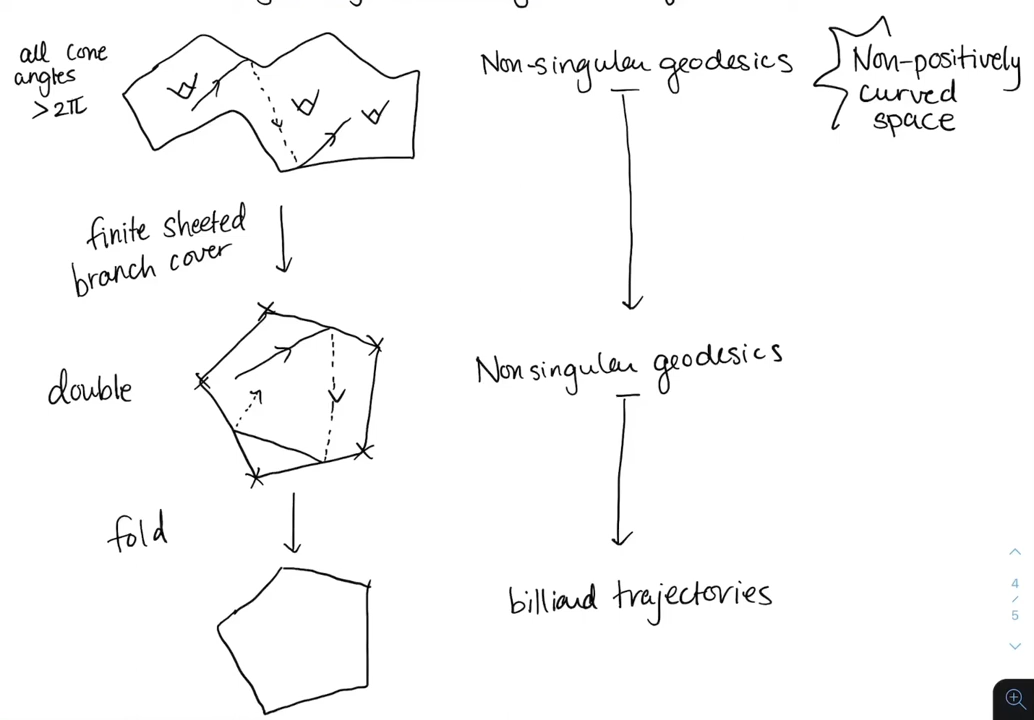 all cone
angles
> 2π
Non-singular geodesics
Non-positively
curved
space
finite sheeted
branch cover
double
Nonsingular geodesics
fold
billiard trajectories
4
/
5